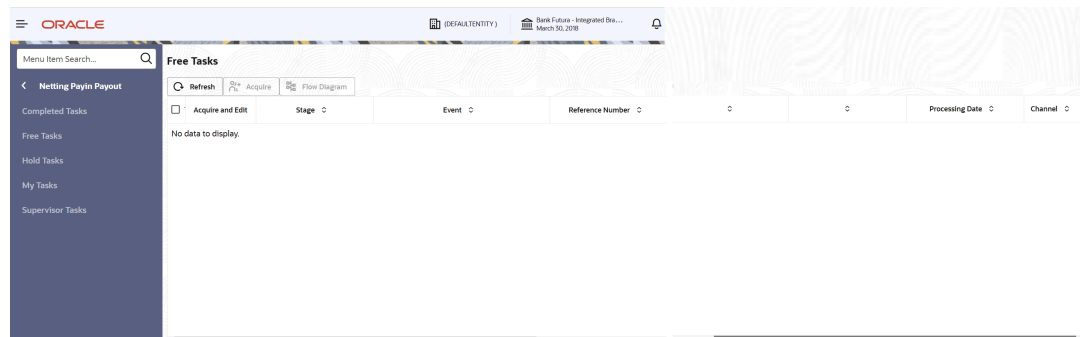 ORACLE
(DEFAULTENTITY )
Bank Futura - Integrated Bra...
March 30, 2018
Menu Item Search...
Netting Payin Payout
Completed Tasks
Free Tasks
Hold Tasks
My Tasks
Supervisor Tasks
Free Tasks
Refresh Acquire Flow Diagram
Acquire and Edit Stage Event Reference Number Processing Date Channel
No data to display.